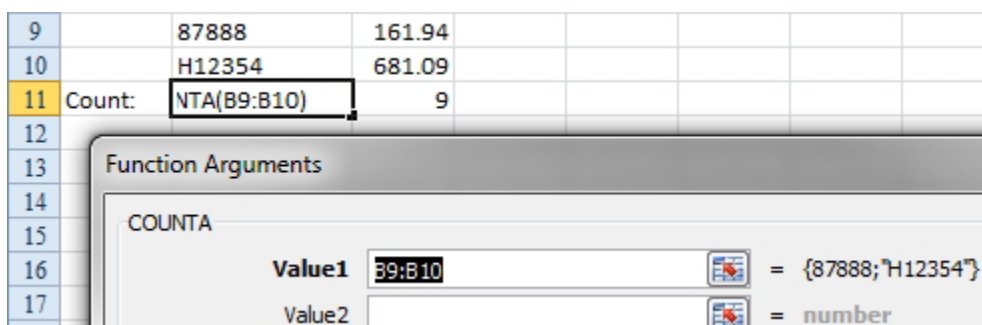 9 87888 161.94
10 H12354 681.09
11 Count: NTA(B9:B10) 9
12
13 Function Arguments
14
15 COUNTA
16 Value1 B9:B10 = {87888;"H12354"}
17 Value2 = number